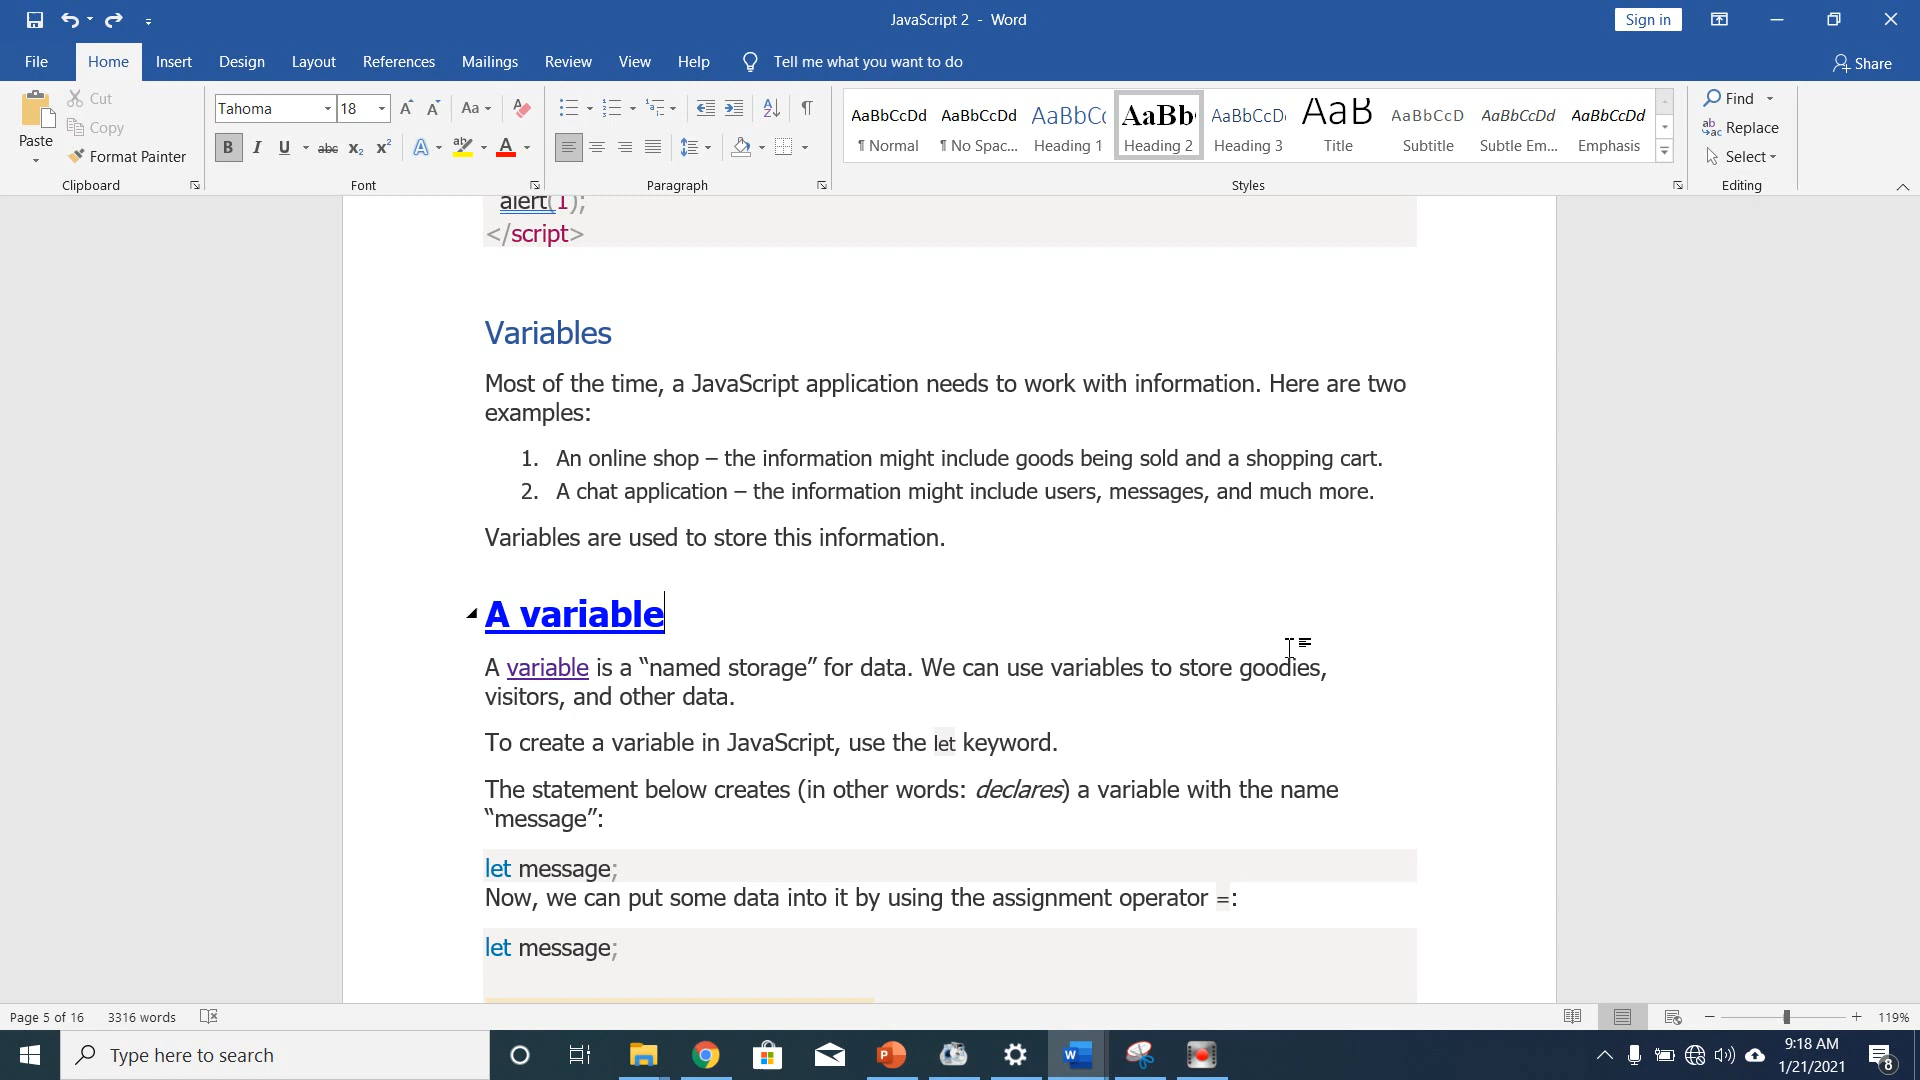 JavaScript 2 - Word
Sign in
File Home Insert Design Layout References Mailings Review View Help Tell me what you want to do Share
Paste
Cut
Copy
Format Painter
Clipboard
Tahoma 18
Font
Paragraph
AaBbCcDd AaBbCcDd AaBbCc AaBb AaBbCcD AaB AaBbCcD AaBbCcDd AaBbCcDd
¶ Normal ¶ No Spac... Heading 1 Heading 2 Heading 3 Title Subtitle Subtle Em... Emphasis
Styles
Find
Replace
Select
Editing
alert(1);
</script>
Variables
Most of the time, a JavaScript application needs to work with information. Here are two
examples:
1. An online shop – the information might include goods being sold and a shopping cart.
2. A chat application – the information might include users, messages, and much more.
Variables are used to store this information.
A variable
A variable is a “named storage” for data. We can use variables to store goodies,
visitors, and other data.
To create a variable in JavaScript, use the let keyword.
The statement below creates (in other words: declares) a variable with the name
“message”:
let message;
Now, we can put some data into it by using the assignment operator =:
let message;
Page 5 of 16 3316 words 119%
Type here to search
9:18 AM
1/21/2021
8